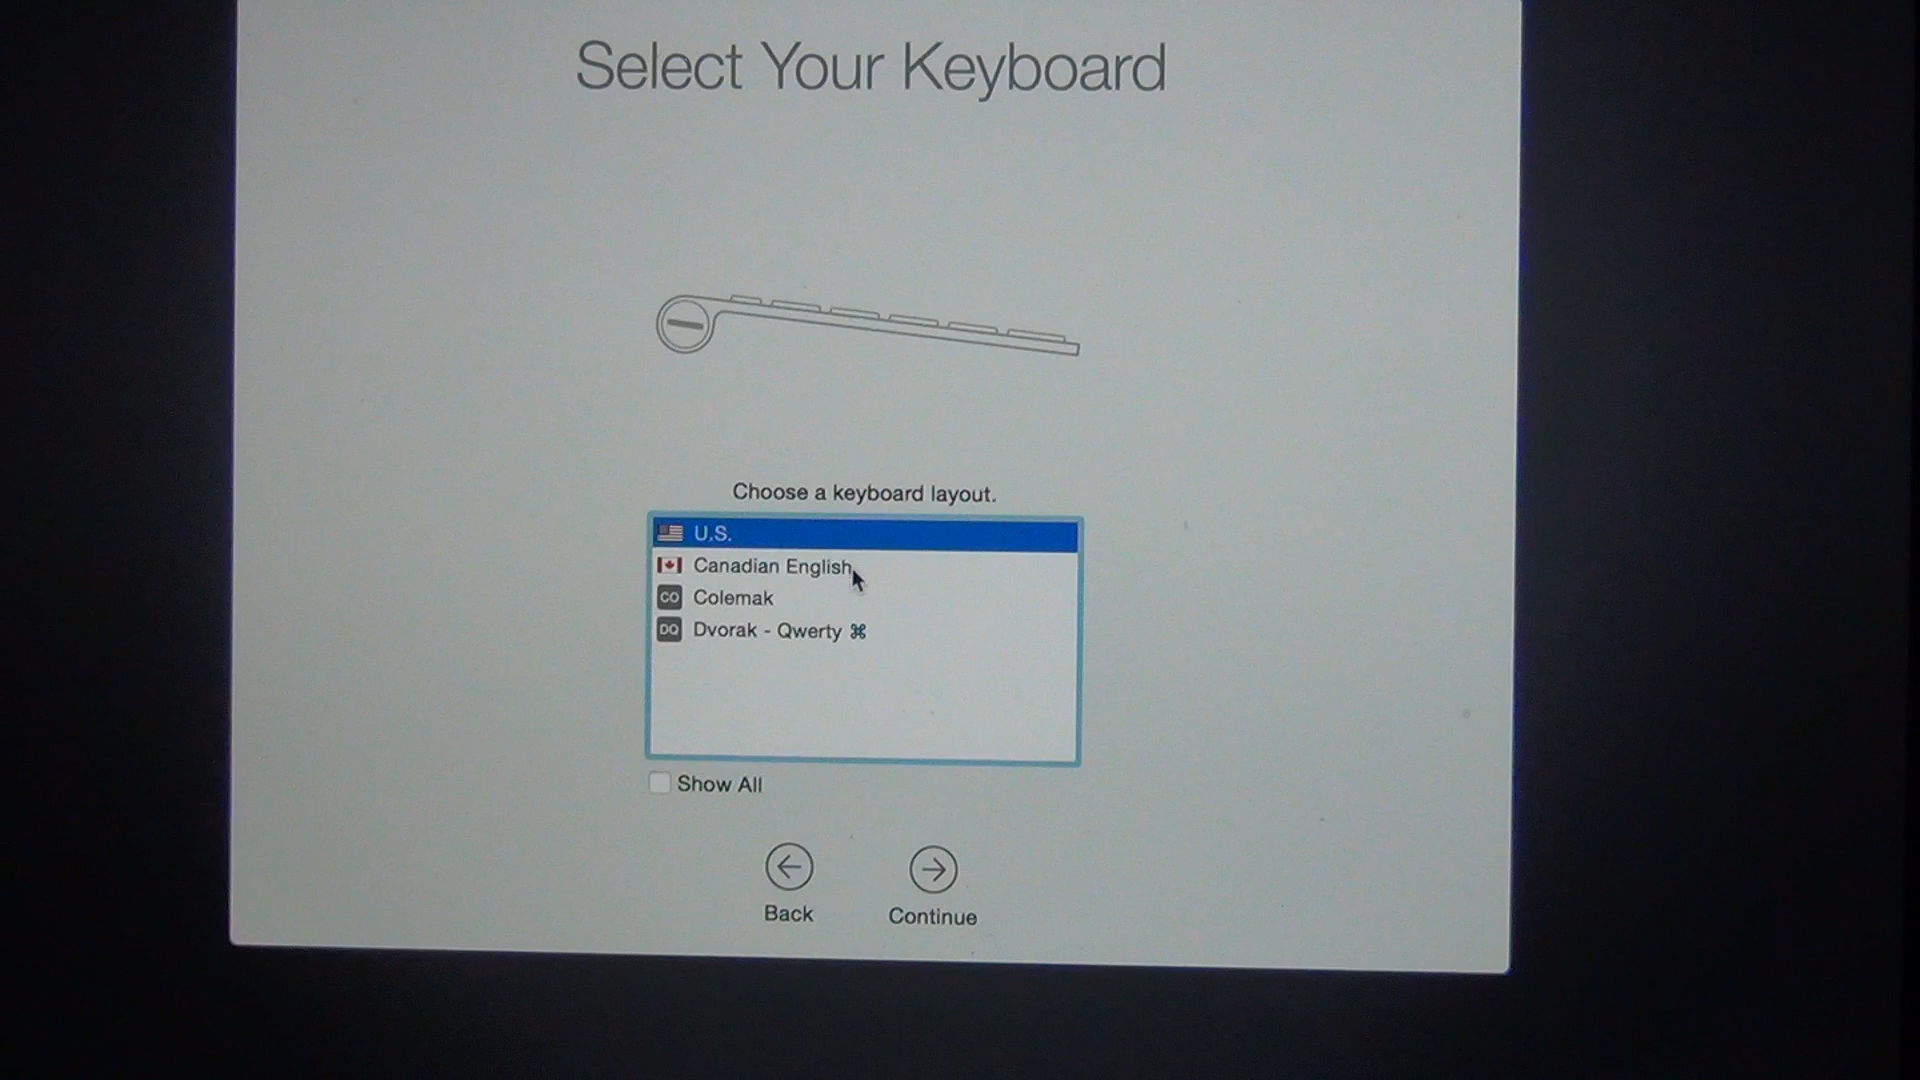 Select Your Keyboard
Choose a keyboard layout.
U.S.
Canadian English
CO Colemak
DQ Dvorak - Qwerty ⌘
Show All
Back Continue